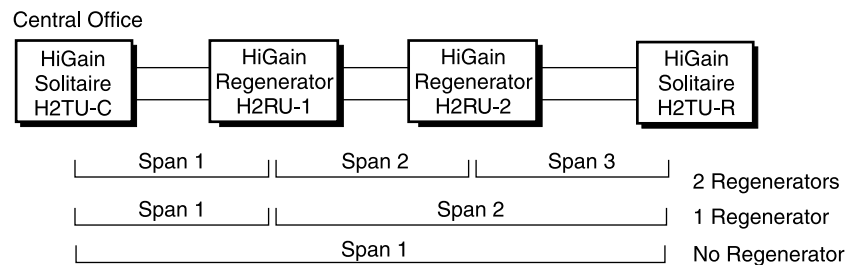 Central Office
HiGain
Solitaire
H2TU-C
HiGain
Regenerator
H2RU-1
HiGain
Regenerator
H2RU-2
HiGain
Solitaire
H2TU-R
Span 1
Span 2
Span 3
2 Regenerators
Span 1
Span 2
1 Regenerator
Span 1
No Regenerator